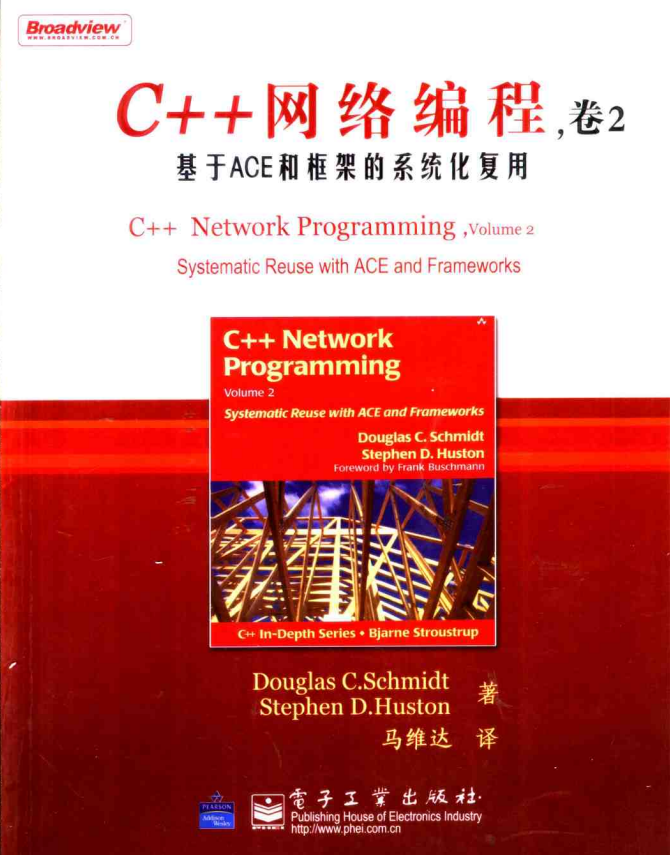 Broadview
WWW.BROADVIEW.COM.CN
C++网络编程,卷2
基于ACE和框架的系统化复用
C++ Network Programming ,Volume 2
Systematic Reuse with ACE and Frameworks
C++ Network
Programming
Volume 2
Systematic Reuse with ACE and Frameworks
Douglas C. Schmidt
Stephen D. Huston
Foreword by Frank Buschmann
C++ In-Depth Series • Bjarne Stroustrup
Douglas C.Schmidt
Stephen D.Huston
著
马维达 译
PEARSON
Addison
Wesley
電子工業出版社·
Publishing House of Electronics Industry
http://www.phei.com.cn